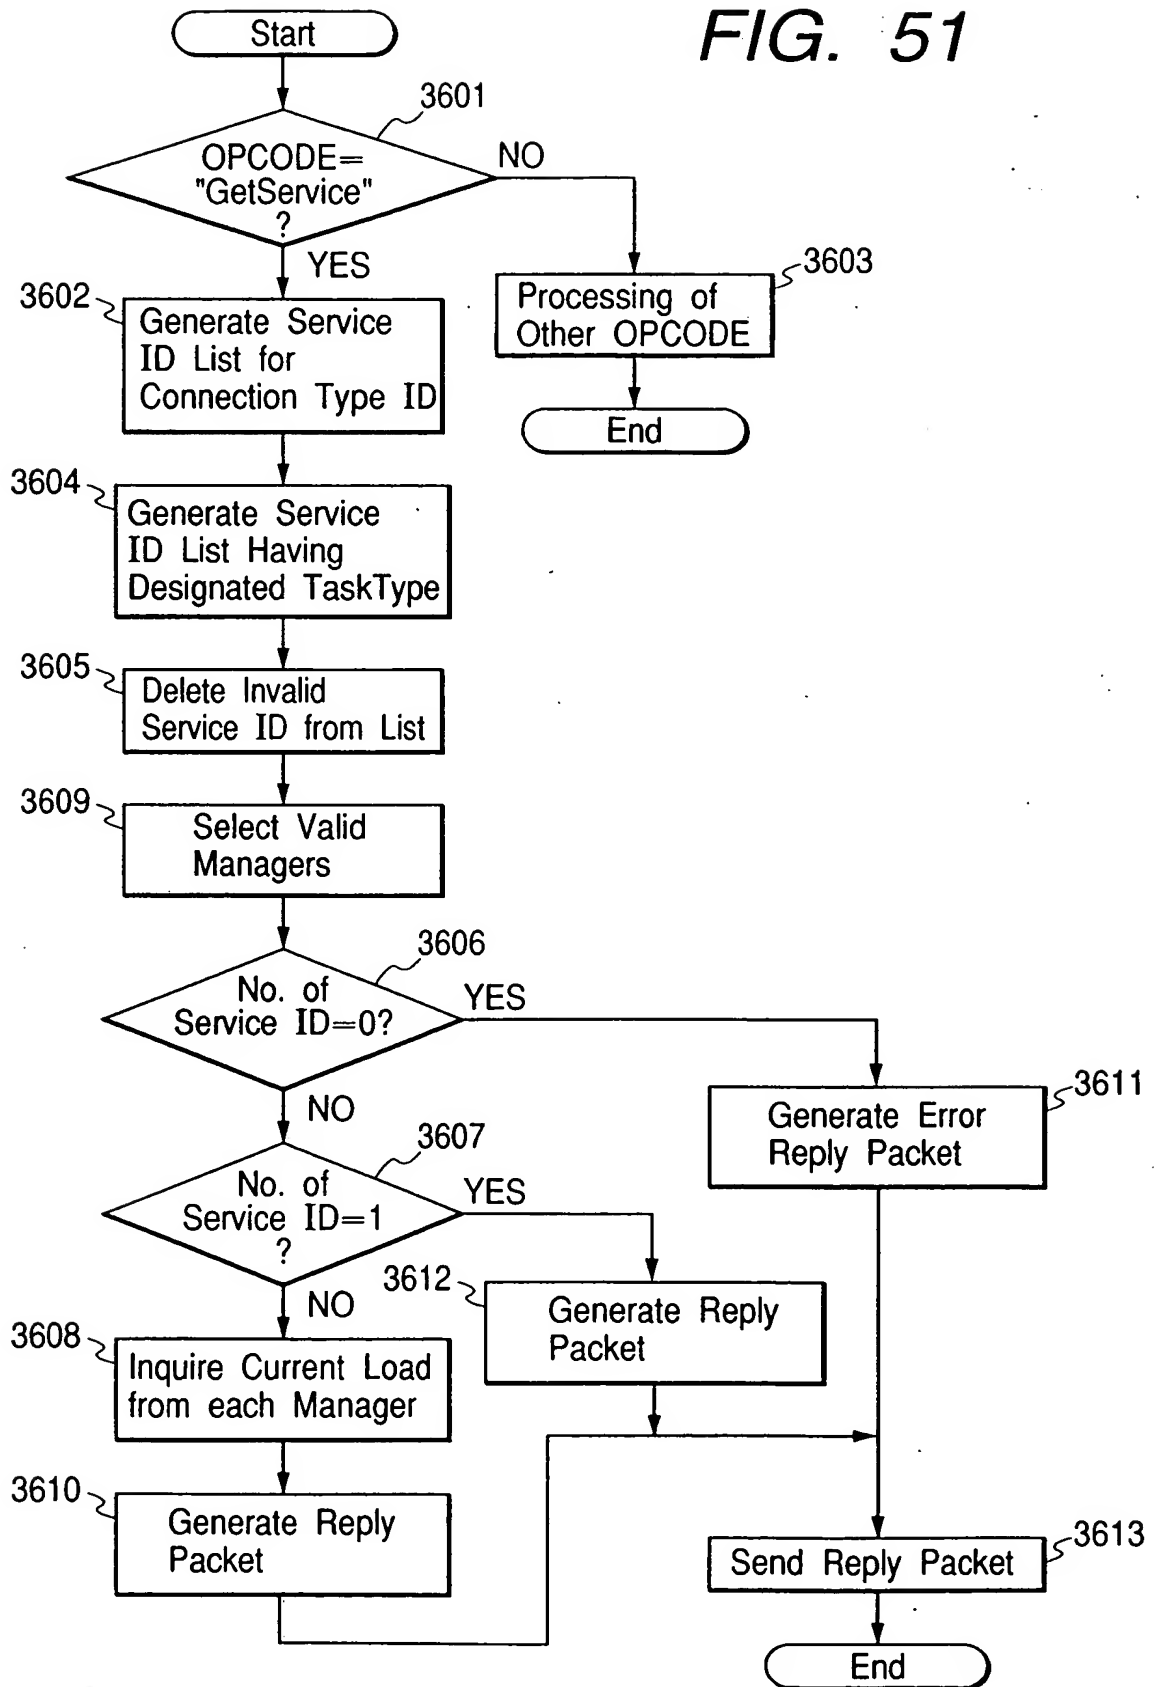 FIG. 51
Start
3601
OPCODE=
"GetService"
?
NO
YES
3602
Generate Service
ID List for
Connection Type ID
3603
Processing of
Other OPCODE
End
3604
Generate Service
ID List Having
Designated TaskType
3605
Delete Invalid
Service ID from List
3609
Select Valid
Managers
3606
No. of
Service ID=0?
YES
NO
3611
Generate Error
Reply Packet
3607
No. of
Service ID=1
?
YES
NO
3612
Generate Reply
Packet
3608
Inquire Current Load
from each Manager
3610
Generate Reply
Packet
3613
Send Reply Packet
End